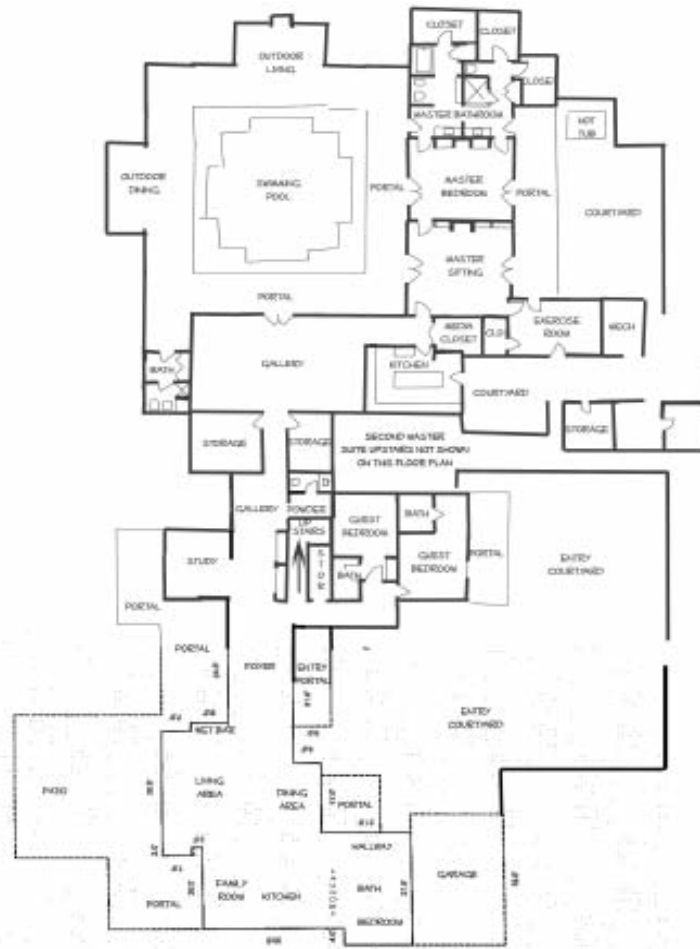 CLOSET
CLOSET
OUTDOOR
LIVING
CLOSET
MASTER BATHROOM
HOT
TUB
OUTDOOR
DINING
SWIMMING
POOL
PORTAL
MASTER
BEDROOM
PORTAL
COURTYARD
MASTER
SITTING
PORTAL
MEDIA
CLOSET
CLO
EXERCISE
ROOM
MECH
GALLERY
BATH
KITCHEN
COURTYARD
STORAGE
STORAGE
STORAGE
SECOND MASTER
SUITE UPSTAIRS NOT SHOWN
ON THIS FLOOR PLAN
GALLERY
POWDER
UP
STAIRS
GUEST
BEDROOM
BATH
STUDY
STOR
BATH
GUEST
BEDROOM
PORTAL
ENTRY
COURTYARD
PORTAL
PORTAL
FOYER
ENTRY
PORTAL
ENTRY
COURTYARD
WET BAR
PATIO
LIVING
AREA
DINING
AREA
PORTAL
HALLWAY
GARAGE
FAMILY
ROOM
KITCHEN
BATH
PORTAL
BEDROOM